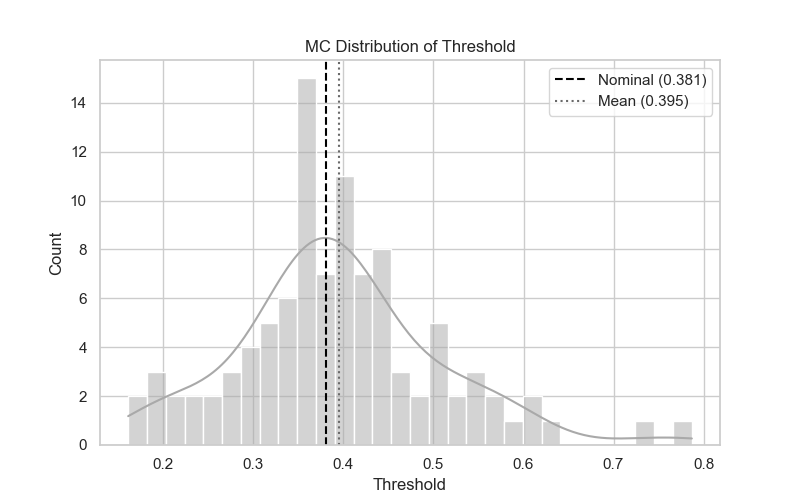 MC Distribution of Threshold
Nominal (0.381)
Mean (0.395)
14
12
10
8
6
4
2
0
Count
0.2 0.3 0.4 0.5 0.6 0.7 0.8
Threshold